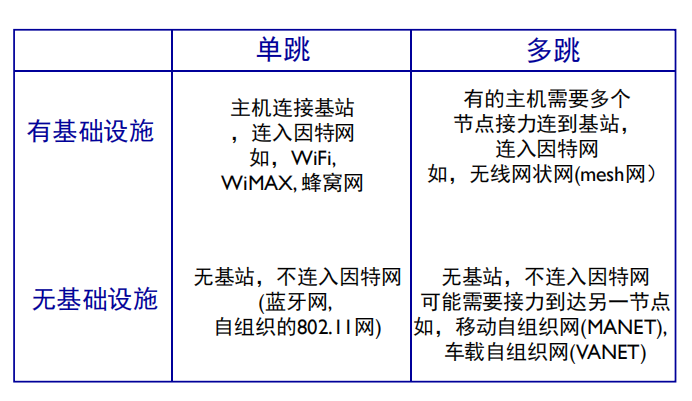 单跳
多跳
有基础设施
主机连接基站
，连入因特网
如，WiFi,
WiMAX, 蜂窝网
有的主机需要多个
节点接力连到基站，
连入因特网
如，无线网状网(mesh网）
无基础设施
无基站，不连入因特网
(蓝牙网,
自组织的802.11网)
无基站，不连入因特网
可能需要接力到达另一节点
如，移动自组织网(MANET),
车载自组织网(VANET)